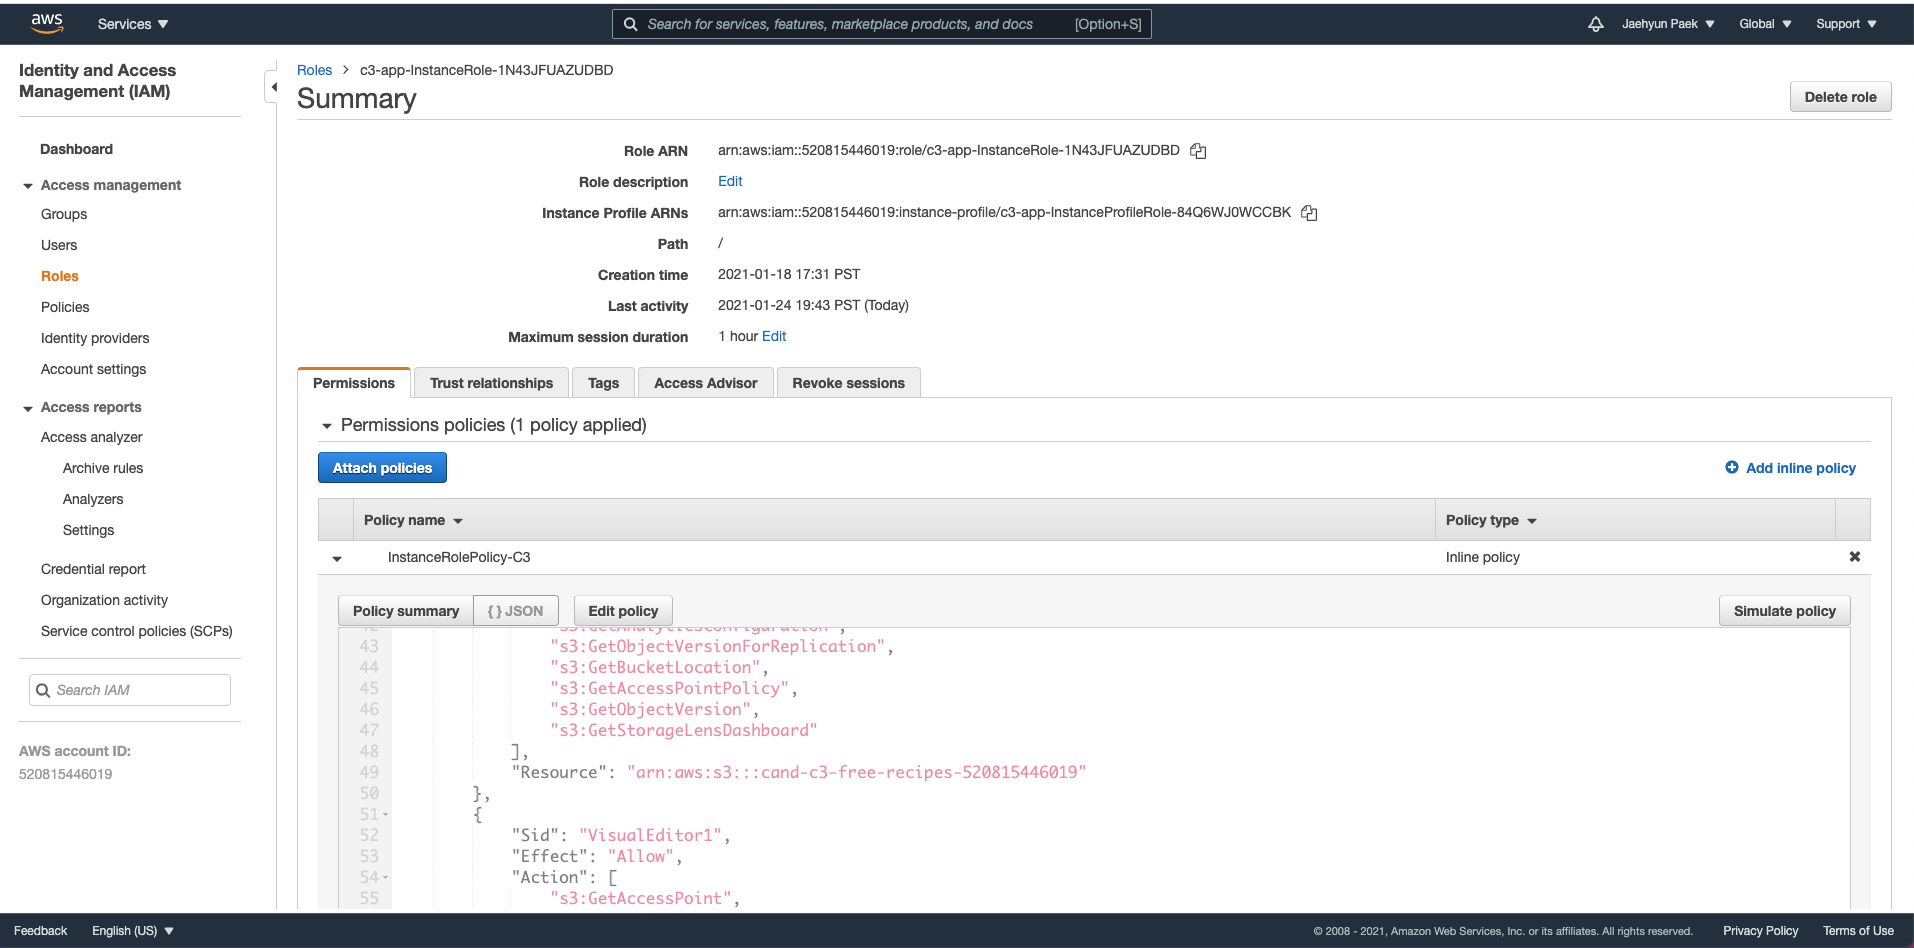 aws
Services
Search for services, features, marketplace products, and docs [Option+S]
Jaehyun Paek
Global
Support
Identity and Access
Management (IAM)
Dashboard
Access management
Groups
Users
Roles
Policies
Identity providers
Account settings
Access reports
Access analyzer
Archive rules
Analyzers
Settings
Credential report
Organization activity
Service control policies (SCPs)
Search IAM
AWS account ID:
520815446019
Roles > c3-app-InstanceRole-1N43JFUAZUDBD
Summary
Delete role
Role ARN arn:aws:iam::520815446019:role/c3-app-InstanceRole-1N43JFUAZUDBD
Role description Edit
Instance Profile ARNs arn:aws:iam::520815446019:instance-profile/c3-app-InstanceProfileRole-84Q6WJ0WCCBK
Path /
Creation time 2021-01-18 17:31 PST
Last activity 2021-01-24 19:43 PST (Today)
Maximum session duration 1 hour Edit
Permissions
Trust relationships
Tags
Access Advisor
Revoke sessions
Permissions policies (1 policy applied)
Attach policies
Add inline policy
Policy name
Policy type
InstanceRolePolicy-C3
Inline policy
Policy summary
{ } JSON
Edit policy
Simulate policy
42 "s3:GetAnalyticsConfiguration",
43 "s3:GetObjectVersionForReplication",
44 "s3:GetBucketLocation",
45 "s3:GetAccessPointPolicy",
46 "s3:GetObjectVersion",
47 "s3:GetStorageLensDashboard"
48 ],
49 "Resource": "arn:aws:s3:::cand-c3-free-recipes-520815446019"
50 },
51 {
52 "Sid": "VisualEditor1",
53 "Effect": "Allow",
54 "Action": [
55 "s3:GetAccessPoint",
Feedback
English (US)
© 2008 - 2021, Amazon Web Services, Inc. or its affiliates. All rights reserved.
Privacy Policy
Terms of Use